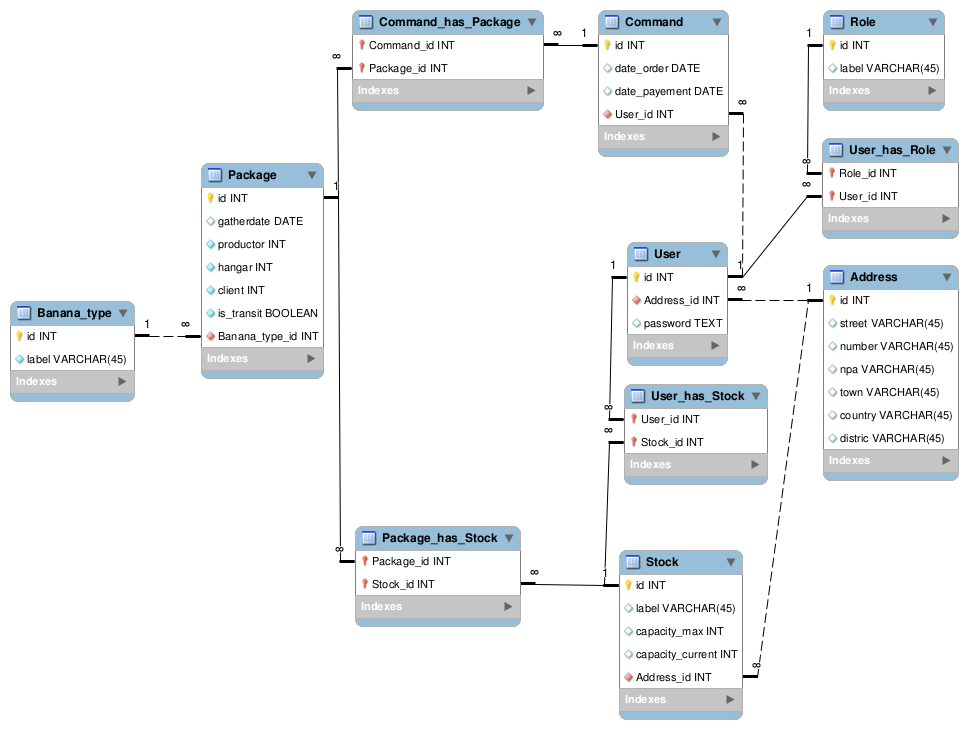 Command_has_Package
Command_id INT
Package_id INT
Indexes
∞
1
∞
Command
id INT
date_order DATE
date_payement DATE
User_id INT
Indexes
∞
Role
id INT
label VARCHAR(45)
Indexes
1
∞
User_has_Role
Role_id INT
User_id INT
Indexes
∞
Package
id INT
gatherdate DATE
productor INT
hangar INT
client INT
is_transit BOOLEAN
Banana_type_id INT
Indexes
1
Banana_type
id INT
label VARCHAR(45)
Indexes
1
∞
User
id INT
Address_id INT
password TEXT
Indexes
1
1
∞
1
Address
id INT
street VARCHAR(45)
number VARCHAR(45)
npa VARCHAR(45)
town VARCHAR(45)
country VARCHAR(45)
distric VARCHAR(45)
Indexes
User_has_Stock
User_id INT
Stock_id INT
Indexes
∞
∞
Package_has_Stock
Package_id INT
Stock_id INT
Indexes
∞
∞
1
Stock
id INT
label VARCHAR(45)
capacity_max INT
capacity_current INT
Address_id INT
Indexes
∞